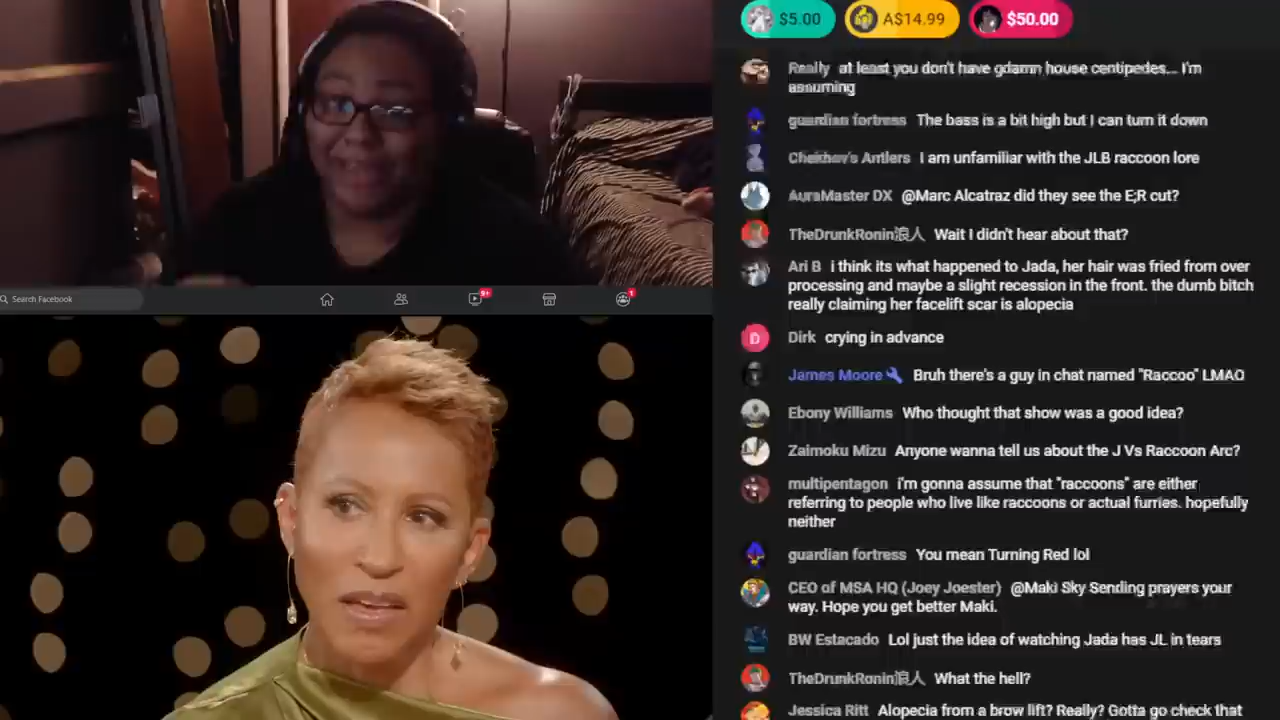 $5.00
A$14.99
$50.00
Really at least you don't have gdamn house centipedes... I'm
assuming
guardian fortress The bass is a bit high but I can turn it down
Chekhov's Antlers I am unfamiliar with the JLB raccoon lore
AuraMaster DX @Marc Alcatraz did they see the E;R cut?
TheDrunkRonin浪人 Wait I didn't hear about that?
Ari B i think its what happened to Jada, her hair was fried from over
processing and maybe a slight recession in the front. the dumb bitch
really claiming her facelift scar is alopecia
D
Dirk crying in advance
James Moore Bruh there's a guy in chat named "Raccoo" LMAO
Ebony Williams Who thought that show was a good idea?
Zaimoku Mizu Anyone wanna tell us about the J Vs Raccoon Arc?
multipentagon i'm gonna assume that "raccoons" are either
referring to people who live like raccoons or actual furries. hopefully
neither
guardian fortress You mean Turning Red lol
CEO of MSA HQ (Joey Joester) @Maki Sky Sending prayers your
way. Hope you get better Maki.
BW Estacado Lol just the idea of watching Jada has JL in tears
TheDrunkRonin浪人 What the hell?
Jessica Ritt Alopecia from a brow lift? Really? Gotta go check that
Search Facebook
9+
1